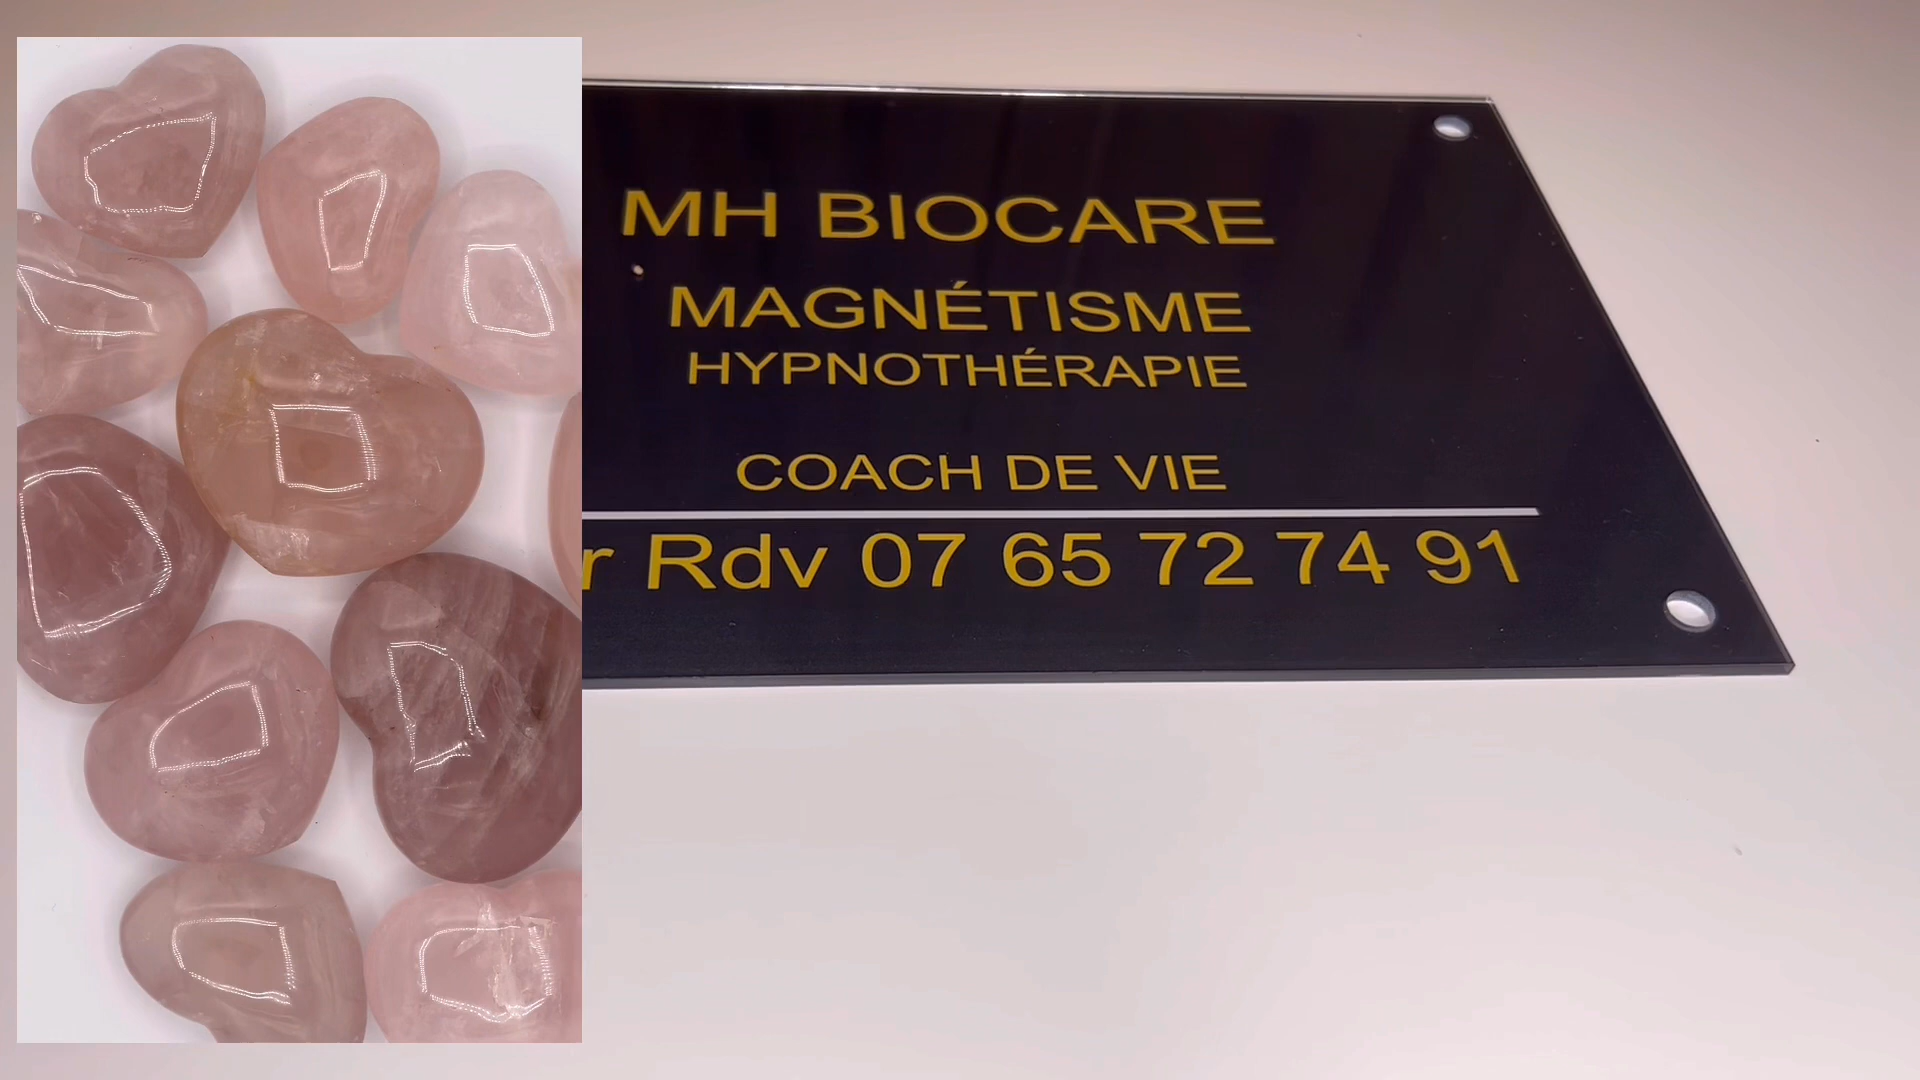 MH BIOCARE
MAGNÉTISME
HYPNOTHÉRAPIE
COACH DE VIE
r Rdv 07 65 72 74 91